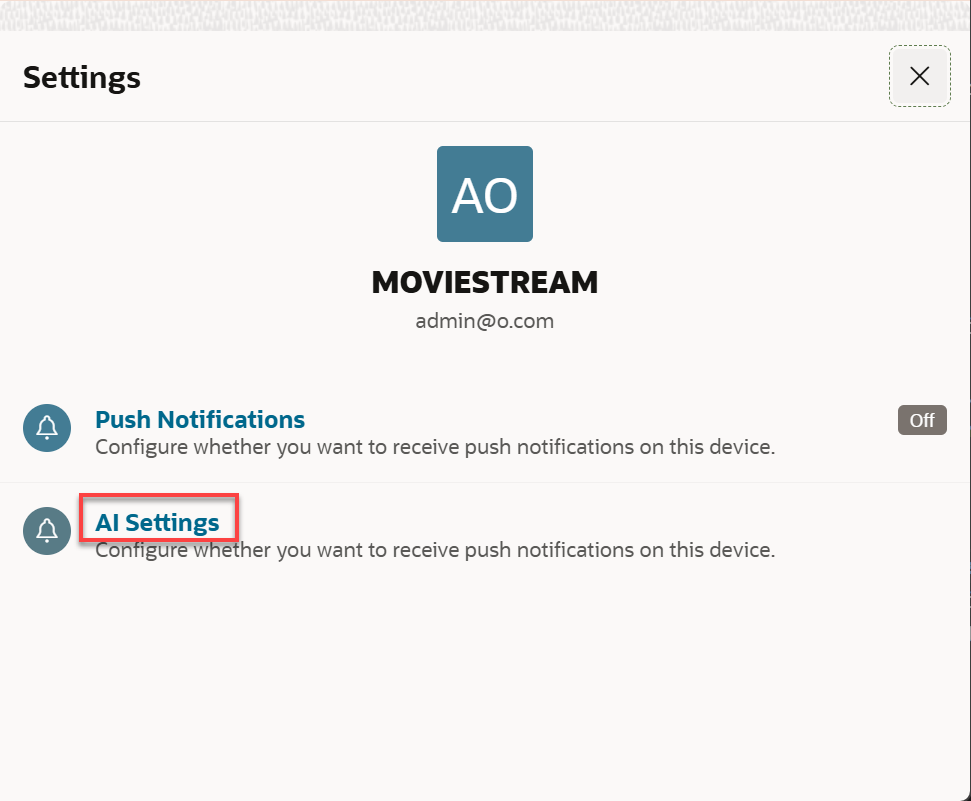 Settings
AO
MOVIESTREAM
admin@o.com
Push Notifications
Off
Configure whether you want to receive push notifications on this device.
AI Settings
Configure whether you want to receive push notifications on this device.